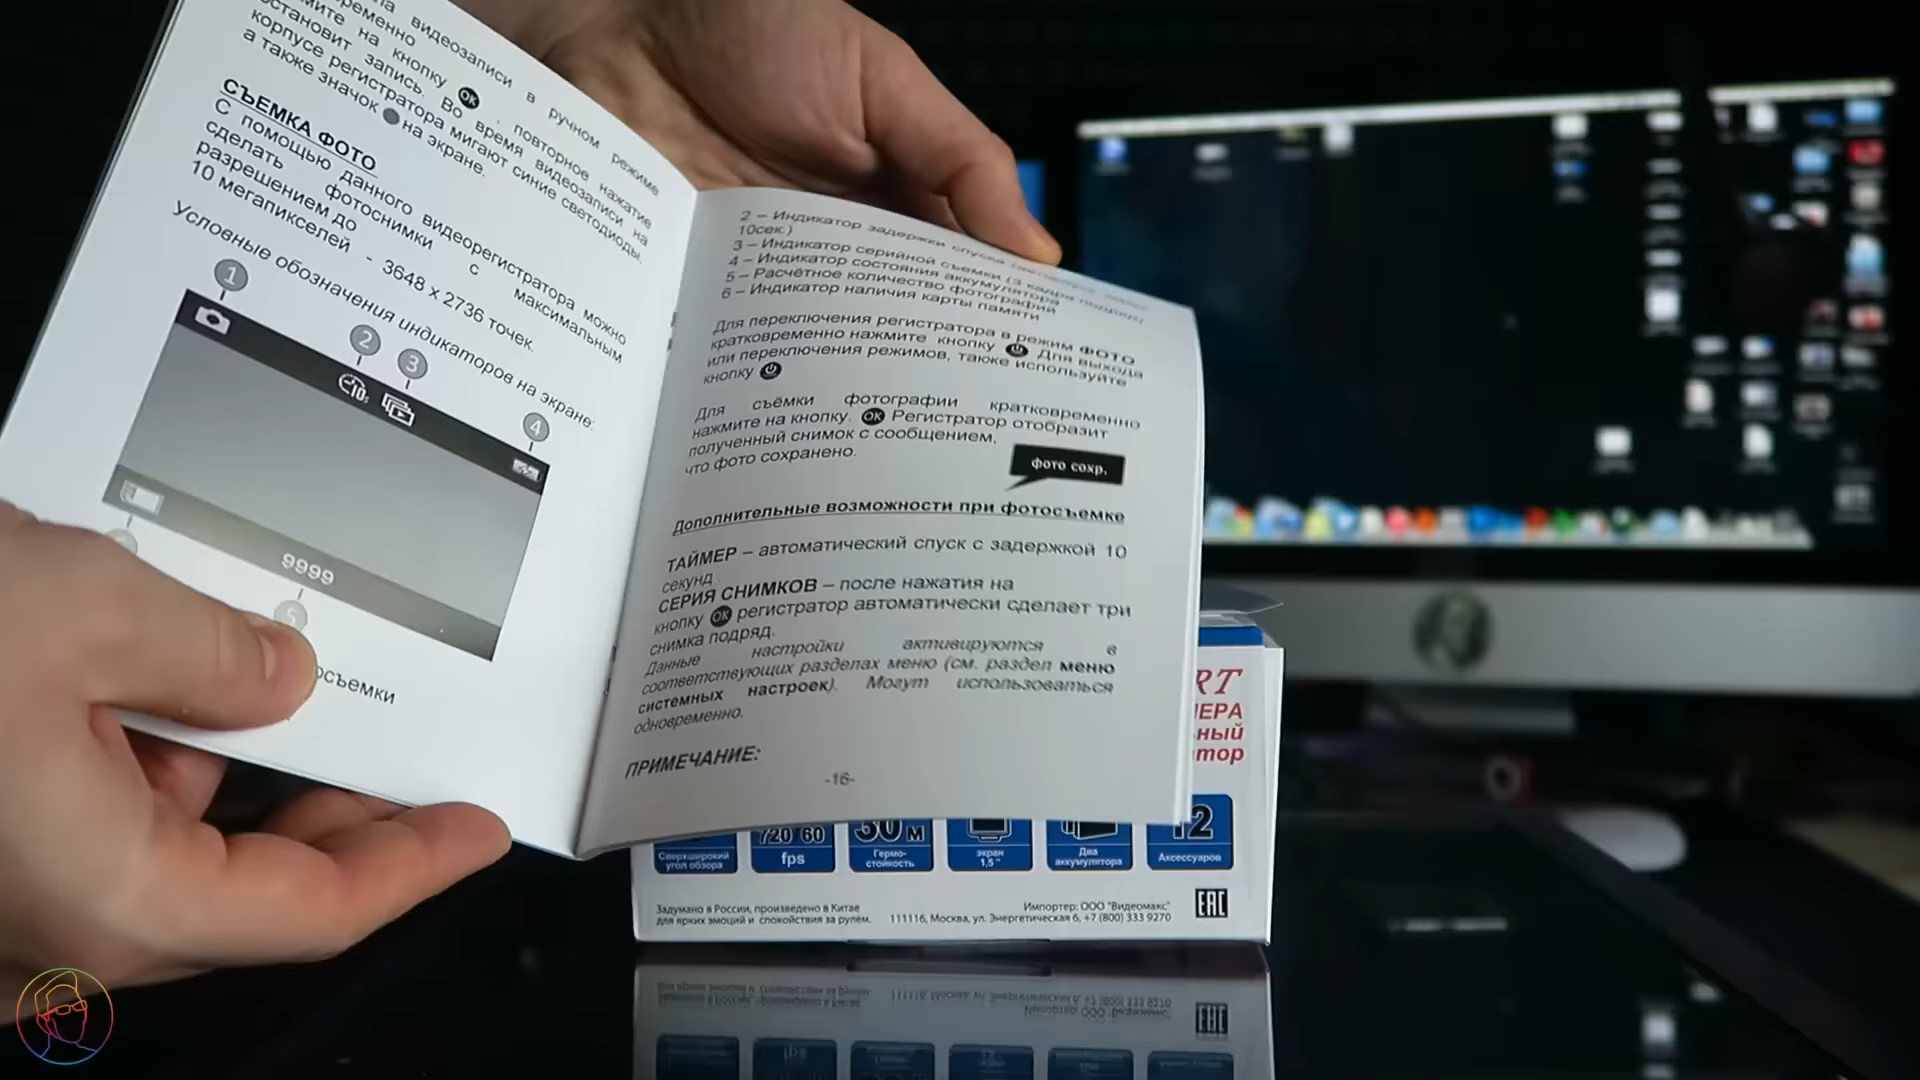 видеозаписи в ручном режиме
на кнопку OK , повторное нажатие
остановит запись. Во время видеозаписи на
корпусе регистратора мигают синие светодиоды,
а также значок на экране.
СЪЕМКА ФОТО
С помощью данного видеорегистратора можно
сделать фотоснимки с максимальным
разрешением до
10 мегапикселей - 3648 x 2736 точек.
Условные обозначения индикаторов на экране:
1
2
3
4
10s
9999
5
2 – Индикатор задержки спуска
10сек.)
3 – Индикатор серийной съемки (3 кадра подряд)
4 – Индикатор состояния аккумулятора
5 – Расчётное количество фотографий
6 – Индикатор наличия карты памяти
Для переключения регистратора в режим ФОТО
кратковременно нажмите кнопку Для выхода
или переключения режимов, также используйте
кнопку
Для съёмки фотографии кратковременно
нажмите на кнопку. OK Регистратор отобразит
полученный снимок с сообщением,
что фото сохранено.
фото сохр.
Дополнительные возможности при фотосъемке
ТАЙМЕР – автоматический спуск с задержкой 10
секунд
СЕРИЯ СНИМКОВ – после нажатия на
кнопку OK регистратор автоматически сделает три
снимка подряд.
Данные настройки активируются в
соответствующих разделах меню (см. раздел меню
системных настроек). Могут использоваться
одновременно.
ПРИМЕЧАНИЕ:
-16-
720 60
fps
Сверхширокий
угол обзора
30 м
Гермо-
стойкость
экран
1.5 "
Два
аккумулятора
12
Аксессуаров
Задумано в России, произведено в Китае
для ярких эмоций и спокойствия за рулем.
Импортер: ООО "Видеомакс"
111116, Москва, ул. Энергетическая 6, +7 (800) 333 9270
EAC